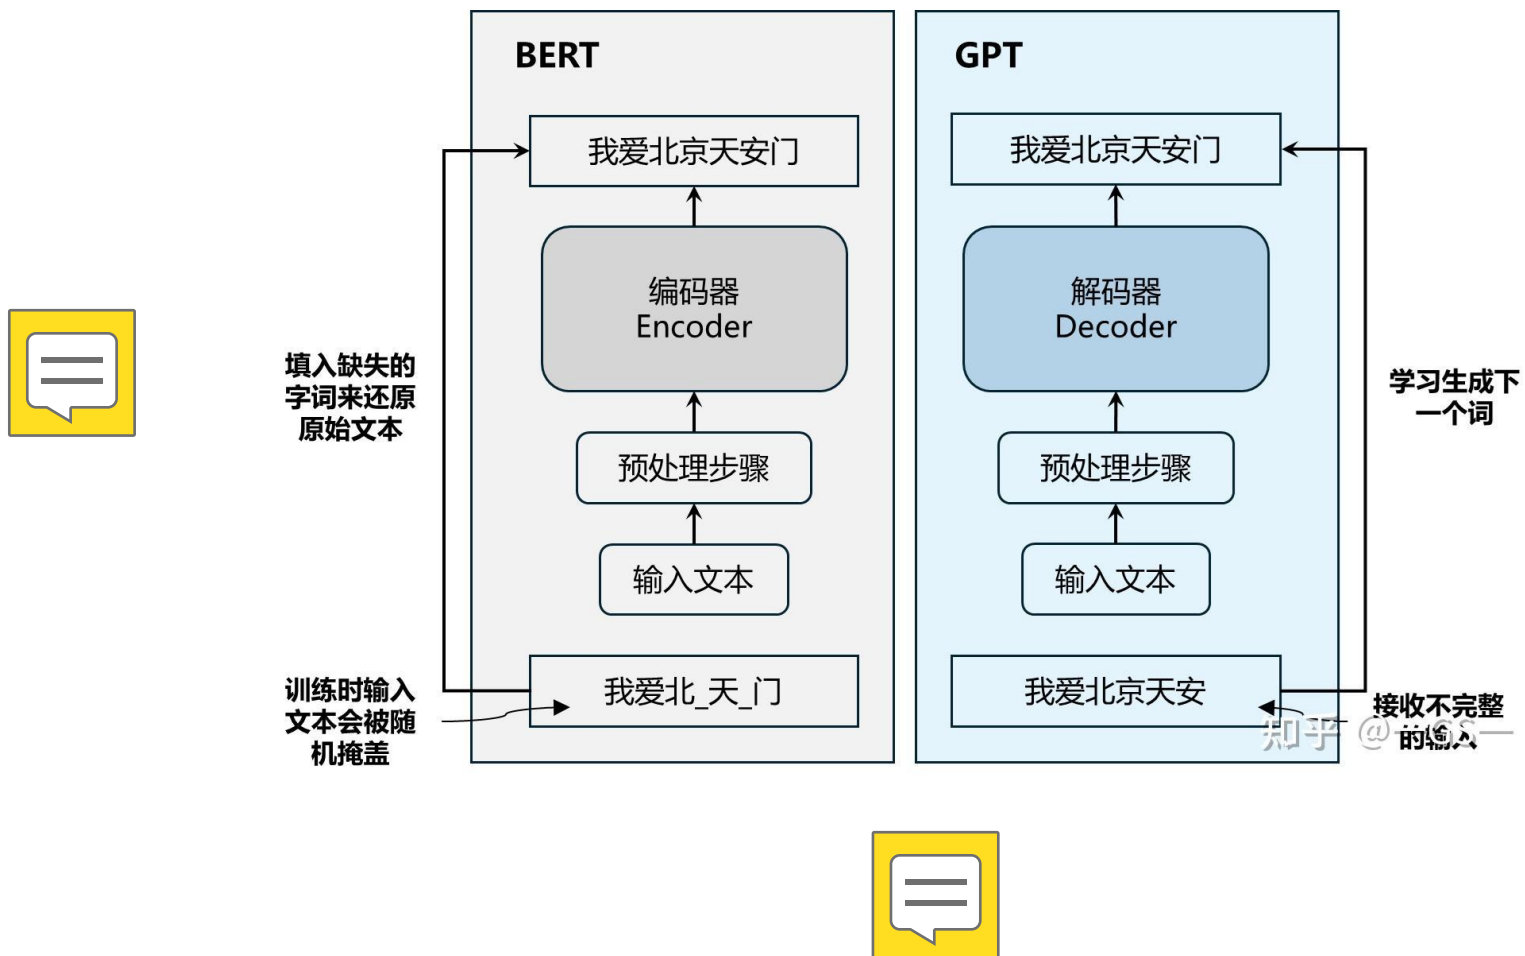 BERT
我爱北京天安门
编码器
Encoder
预处理步骤
输入文本
我爱北_天_门
填入缺失的
字词来还原
原始文本
训练时输入
文本会被随
机掩盖
GPT
我爱北京天安门
解码器
Decoder
预处理步骤
输入文本
我爱北京天安
学习生成下
一个词
接收不完整
的输入
知乎